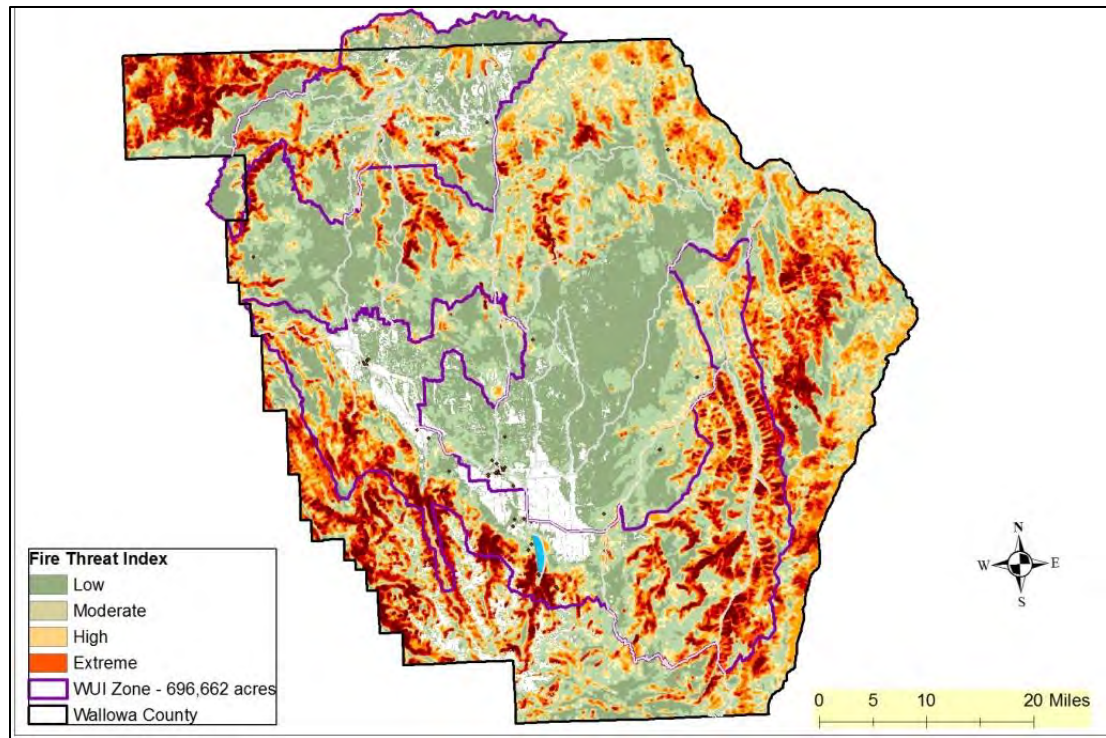 N
W E
S
Fire Threat Index
Low
Moderate
High
Extreme
WUI Zone - 696,662 acres
Wallowa County
0 5 10 20 Miles